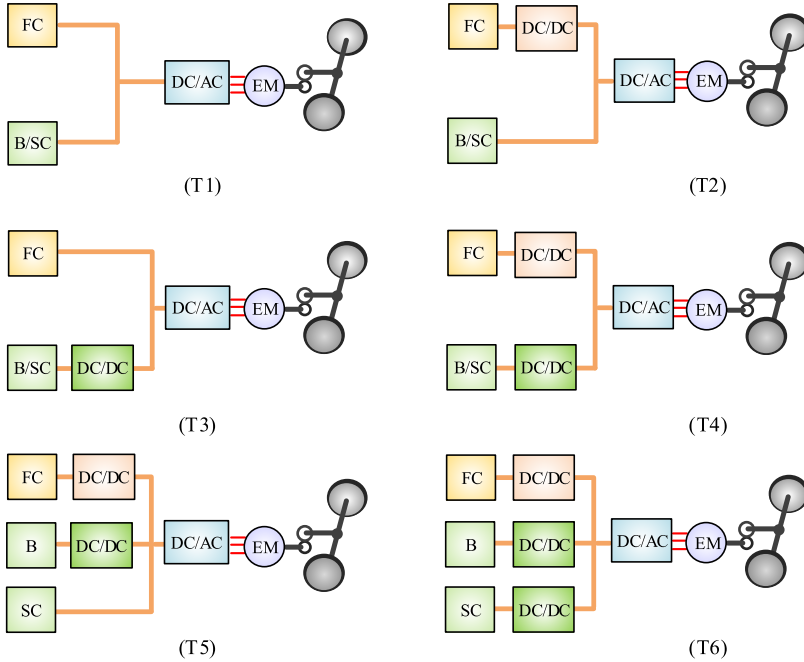 FC
DC/AC
EM
B/SC
(T1)
FC
DC/DC
DC/AC
EM
B/SC
(T2)
FC
DC/AC
EM
B/SC
DC/DC
(T3)
FC
DC/DC
DC/AC
EM
B/SC
DC/DC
(T4)
FC
DC/DC
B
DC/DC
DC/AC
EM
SC
(T5)
FC
DC/DC
B
DC/DC
DC/AC
EM
SC
DC/DC
(T6)